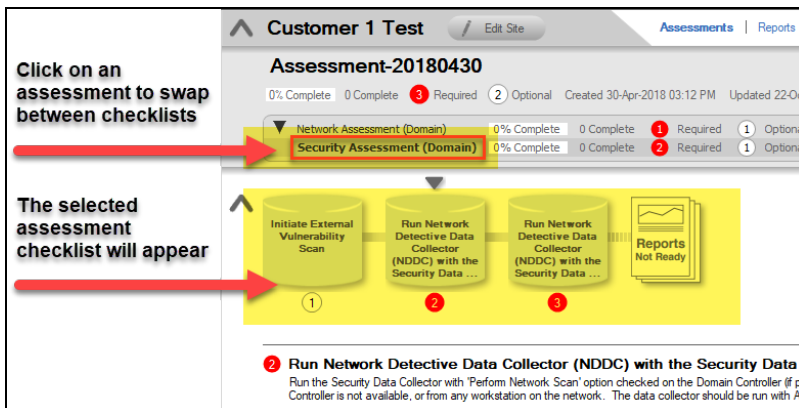 Customer 1 Test
Edit Site
Assessments | Reports
Click on an
assessment to swap
between checklists
Assessment-20180430
0% Complete 0 Complete 3 Required 2 Optional Created 30-Apr-2018 03:12 PM Updated 22-O
Network Assessment (Domain) 0% Complete 0 Complete 1 Required 1 Optiona
Security Assessment (Domain) 0% Complete 0 Complete 2 Required 1 Optiona
The selected
assessment
checklist will appear
Initiate External
Vulnerability
Scan
1
Run Network
Detective Data
Collector
(NDDC) with the
Security Data ...
2
Run Network
Detective Data
Collector
(NDDC) with the
Security Data ...
3
Reports
Not Ready
2 Run Network Detective Data Collector (NDDC) with the Security Data
Run the Security Data Collector with 'Perform Network Scan' option checked on the Domain Controller (if p
Controller is not available, or from any workstation on the network. The data collector should be run with A